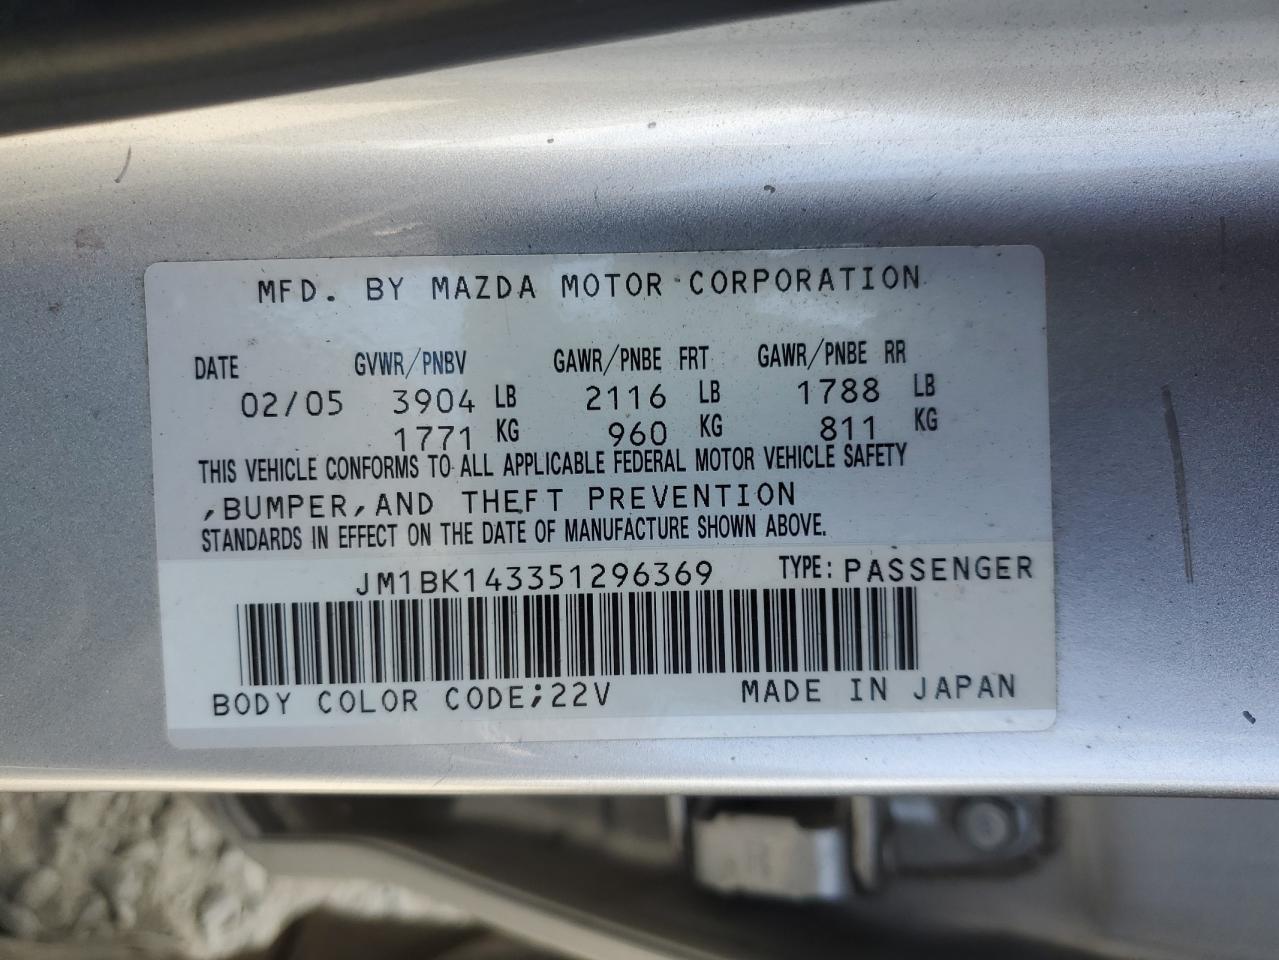 MFD. BY MAZDA MOTOR CORPORATION
DATE GVWR/PNBV GAWR/PNBE FRT GAWR/PNBE RR
02/05 3904 LB 2116 LB 1788 LB
1771 KG 960 KG 811 KG
THIS VEHICLE CONFORMS TO ALL APPLICABLE FEDERAL MOTOR VEHICLE SAFETY
,BUMPER,AND THEFT PREVENTION
STANDARDS IN EFFECT ON THE DATE OF MANUFACTURE SHOWN ABOVE.
JM1BK143351296369 TYPE: PASSENGER
BODY COLOR CODE;22V MADE IN JAPAN